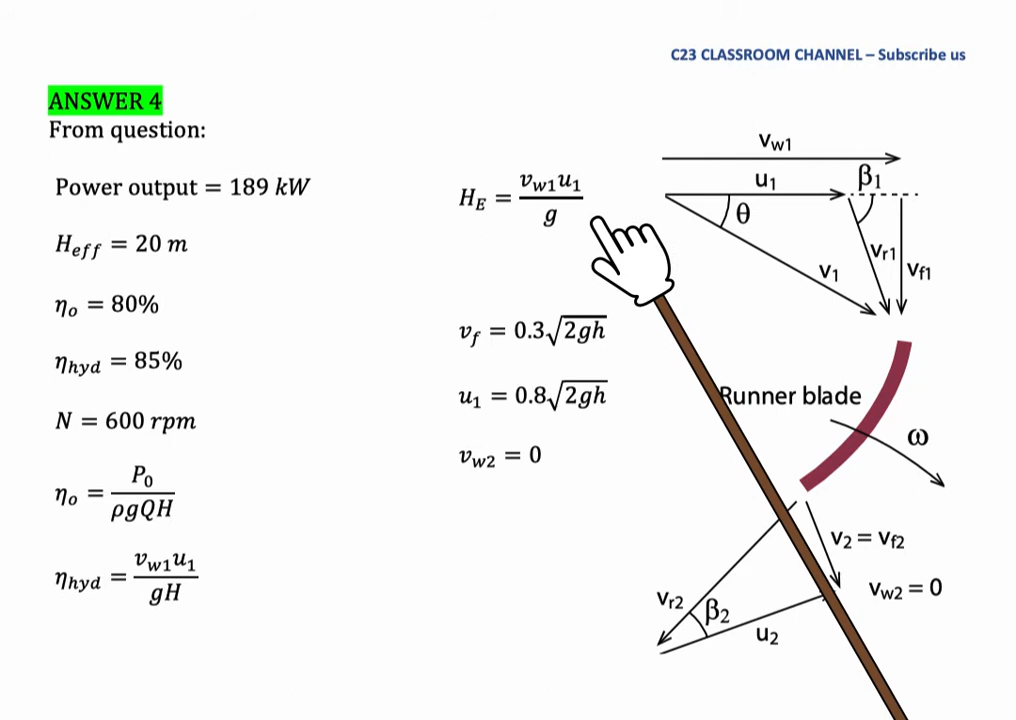 C23 CLASSROOM CHANNEL – Subscribe us
ANSWER 4
From question:
Power output = 189 kW
H_eff = 20 m
η_o = 80%
η_hyd = 85%
N = 600 rpm
η_o = P_0 / ρgQH
η_hyd = v_w1 u_1 / gH
H_E = v_w1 u_1 / g
v_f = 0.3√2gh
u_1 = 0.8√2gh
v_w2 = 0
v_w1
u_1
β_1
θ
v_r1
v_1
v_f1
Runner blade
ω
v_2 = v_f2
v_w2 = 0
v_r2
β_2
u_2